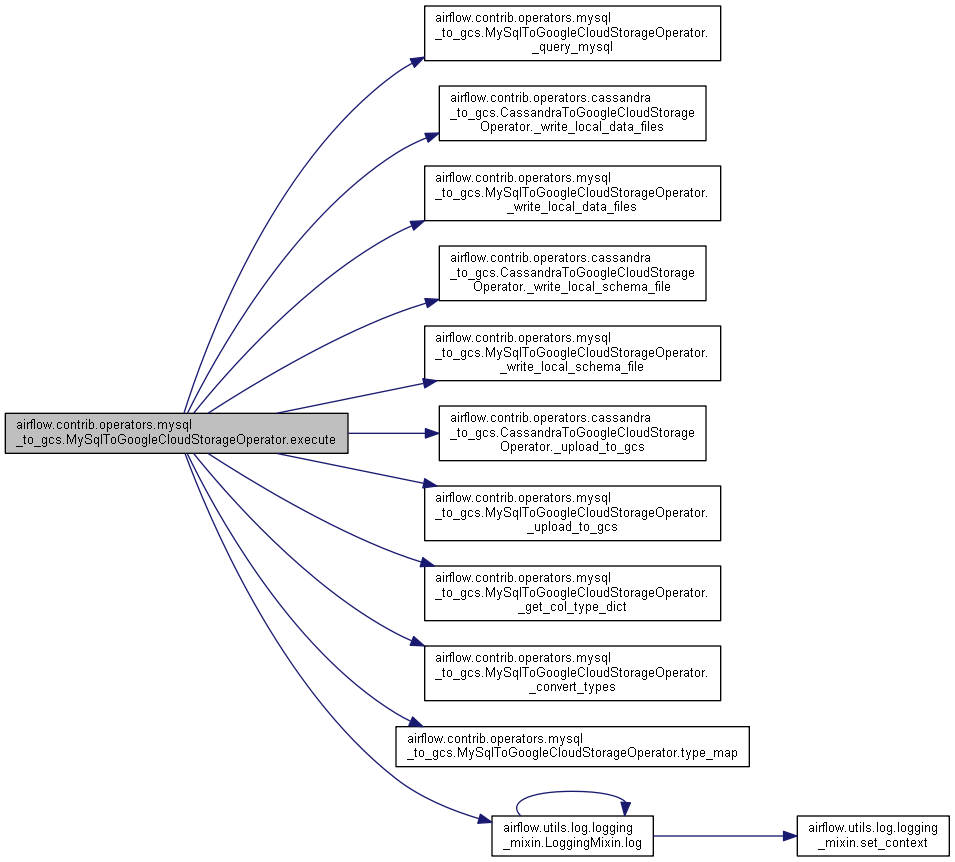 airflow.contrib.operators.mysql
_to_gcs.MySqlToGoogleCloudStorageOperator.
_query_mysql
airflow.contrib.operators.cassandra
_to_gcs.CassandraToGoogleCloudStorage
Operator._write_local_data_files
airflow.contrib.operators.mysql
_to_gcs.MySqlToGoogleCloudStorageOperator.
_write_local_data_files
airflow.contrib.operators.cassandra
_to_gcs.CassandraToGoogleCloudStorage
Operator._write_local_schema_file
airflow.contrib.operators.mysql
_to_gcs.MySqlToGoogleCloudStorageOperator.
_write_local_schema_file
airflow.contrib.operators.mysql
_to_gcs.MySqlToGoogleCloudStorageOperator.execute
airflow.contrib.operators.cassandra
_to_gcs.CassandraToGoogleCloudStorage
Operator._upload_to_gcs
airflow.contrib.operators.mysql
_to_gcs.MySqlToGoogleCloudStorageOperator.
_upload_to_gcs
airflow.contrib.operators.mysql
_to_gcs.MySqlToGoogleCloudStorageOperator.
_get_col_type_dict
airflow.contrib.operators.mysql
_to_gcs.MySqlToGoogleCloudStorageOperator.
_convert_types
airflow.contrib.operators.mysql
_to_gcs.MySqlToGoogleCloudStorageOperator.type_map
airflow.utils.log.logging
_mixin.LoggingMixin.log
airflow.utils.log.logging
_mixin.set_context